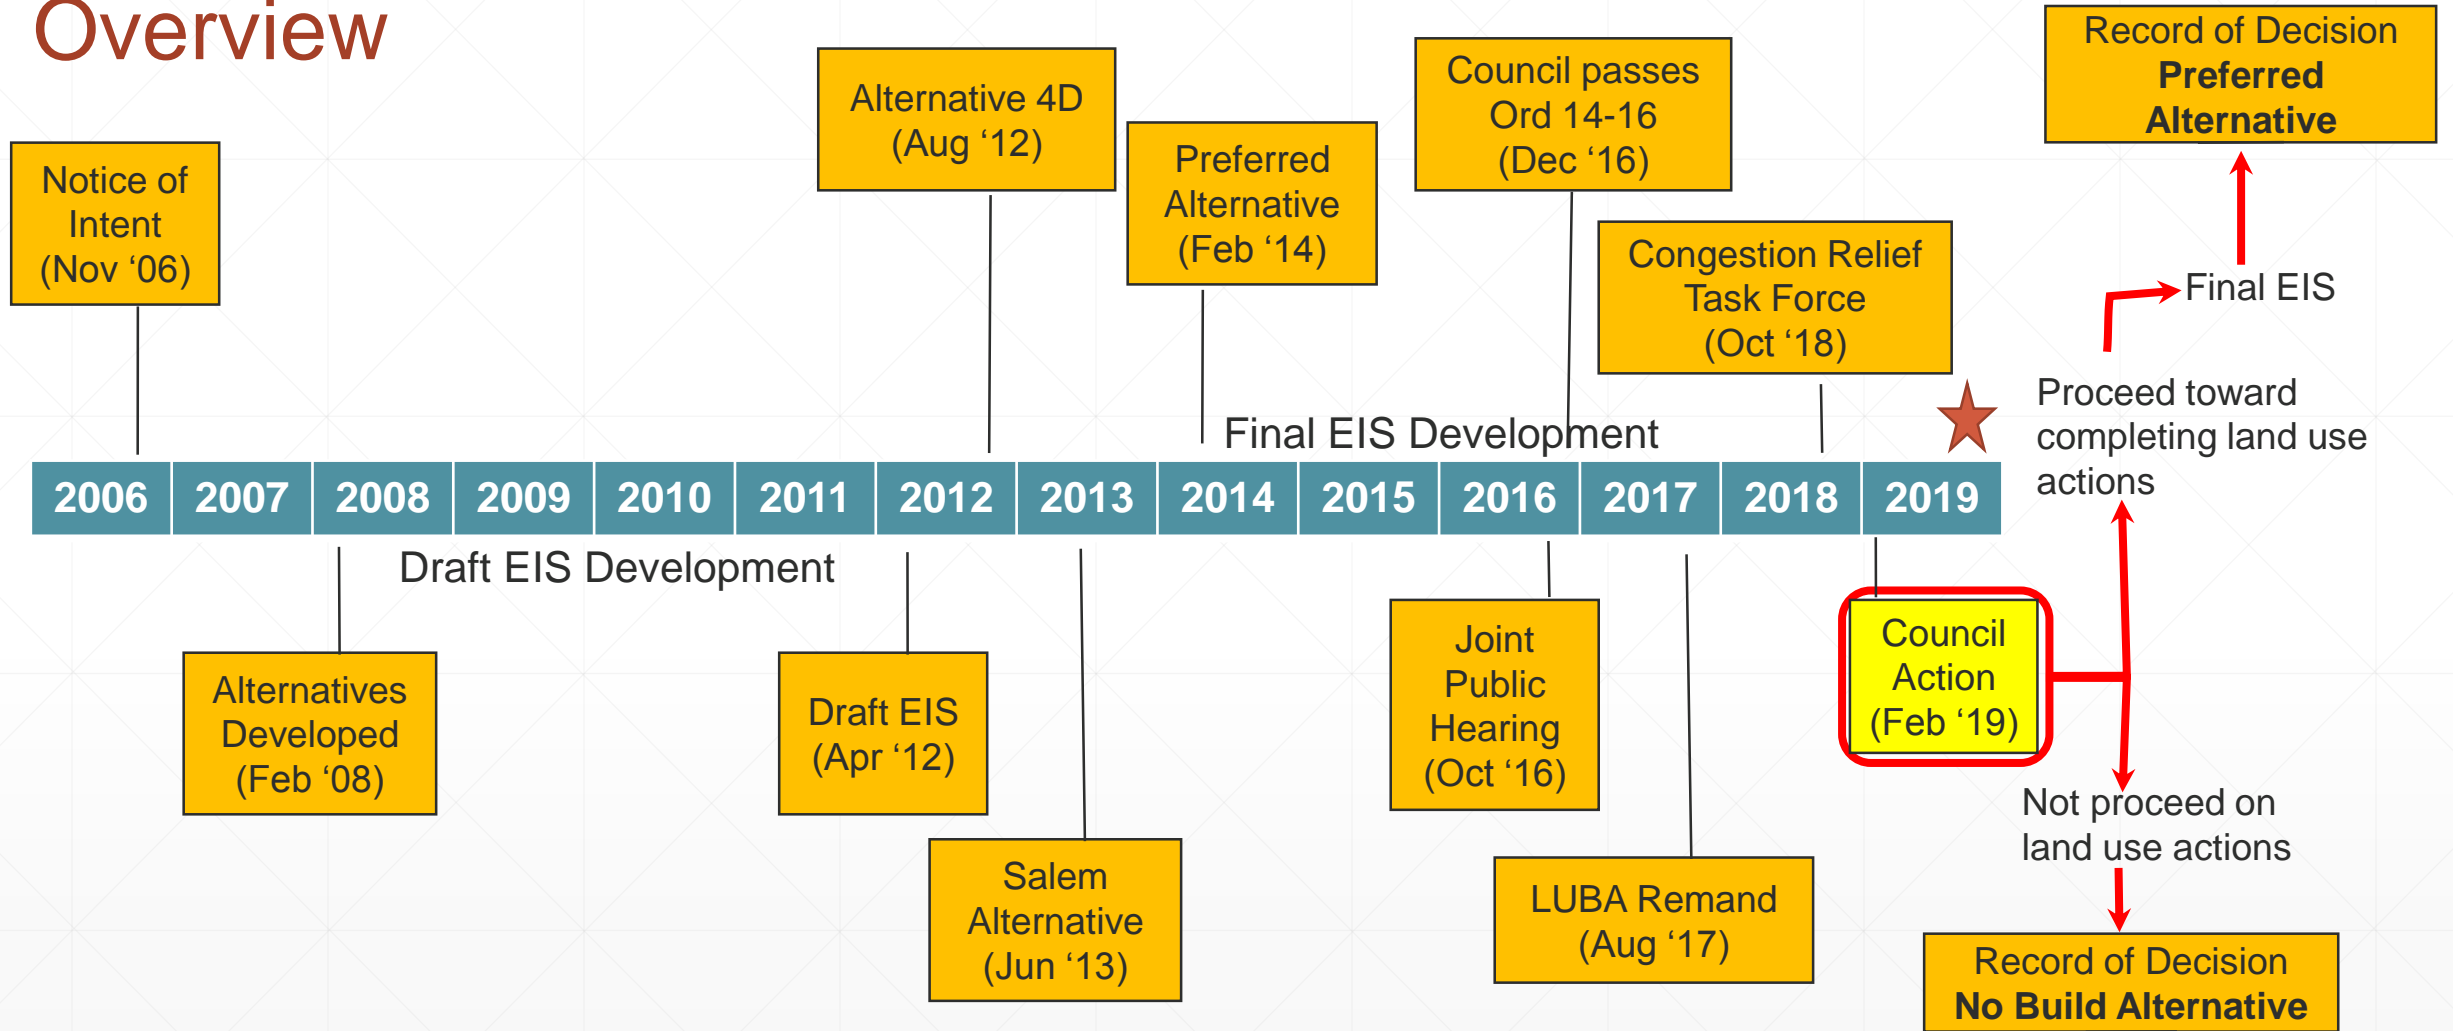 Overview
Notice of
Intent
(Nov ‘06)
Alternative 4D
(Aug ‘12)
Preferred
Alternative
(Feb ‘14)
Council passes
Ord 14-16
(Dec ‘16)
Congestion Relief
Task Force
(Oct ‘18)
Record of Decision
Preferred
Alternative
Final EIS
Proceed toward
completing land use
actions
Final EIS Development
2006 2007 2008 2009 2010 2011 2012 2013 2014 2015 2016 2017 2018 2019
Draft EIS Development
Alternatives
Developed
(Feb ‘08)
Draft EIS
(Apr ‘12)
Salem
Alternative
(Jun ‘13)
Joint
Public
Hearing
(Oct ‘16)
LUBA Remand
(Aug ‘17)
Council
Action
(Feb ‘19)
Not proceed on
land use actions
Record of Decision
No Build Alternative